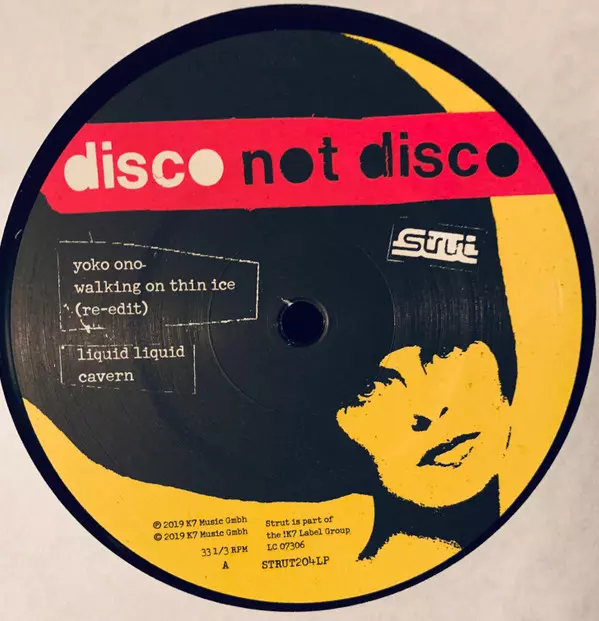 disco not disco
strut
yoko ono
walking on thin ice
(re-edit)
liquid liquid
cavern
℗ 2019 K7 Music Gmbh
© 2019 K7 Music Gmbh
33 1/3 RPM
A
Strut is part of
the !K7 Label Group
LC 07306
STRUT204LP